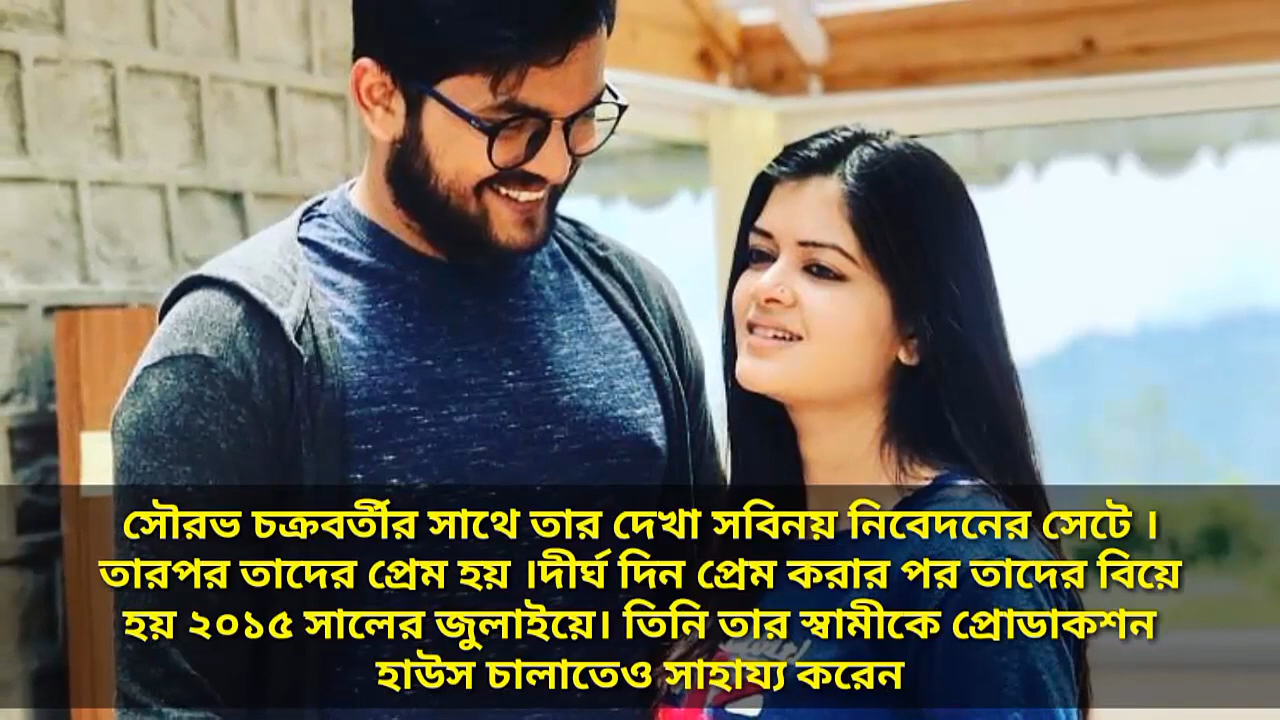 সৌরভ চক্রবর্তীর সাথে তার দেখা সবিনয় নিবেদনের সেটে ।
তারপর তাদের প্রেম হয় ।দীর্ঘ দিন প্রেম করার পর তাদের বিয়ে
হয় ২০১৫ সালের জুলাইয়ে। তিনি তার স্বামীকে প্রোডাকশন
হাউস চালাতেও সাহায্য করেন